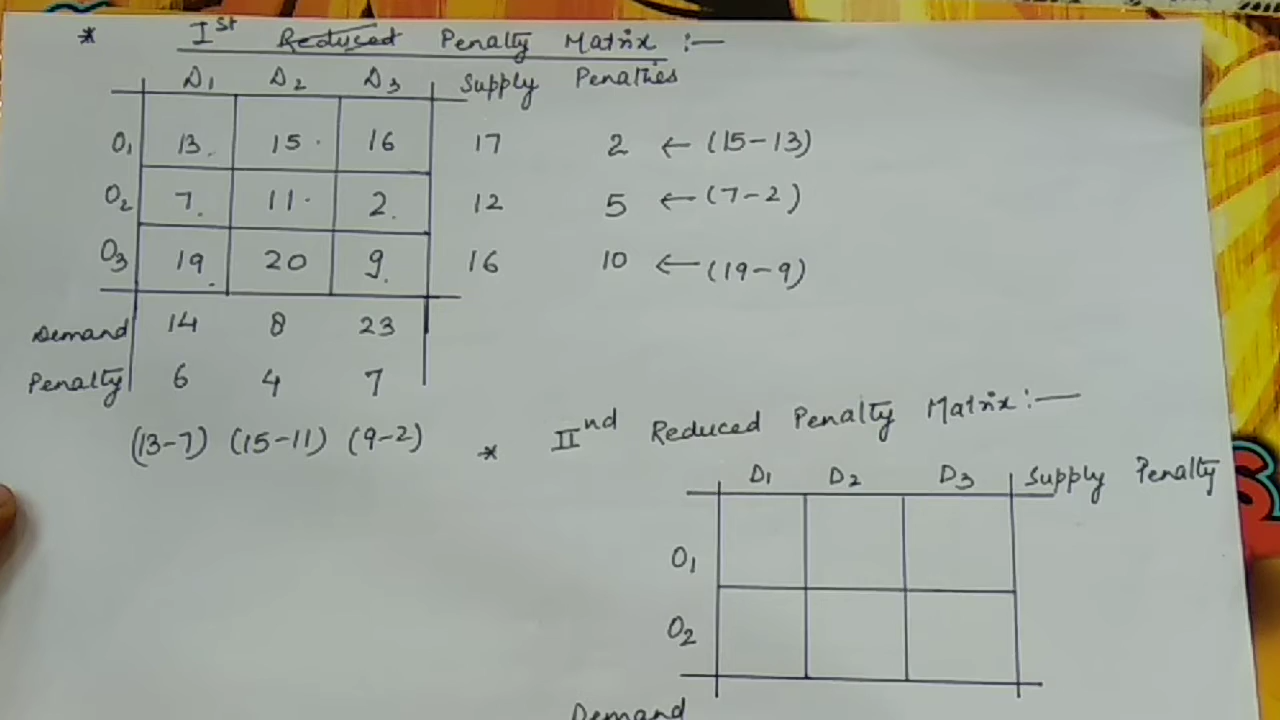 * Ist Reduced Penalty Matrix :-
D1 D2 D3 Supply Penalties
O1 13 15 16 17 2 ← (15-13)
O2 7 11 2 12 5 ← (7-2)
O3 19 20 9 16 10 ← (19-9)
Demand 14 8 23
Penalty 6 4 7
(13-7) (15-11) (9-2)
* IInd Reduced Penalty Matrix :-
D1 D2 D3 Supply Penalty
O1
O2
Demand